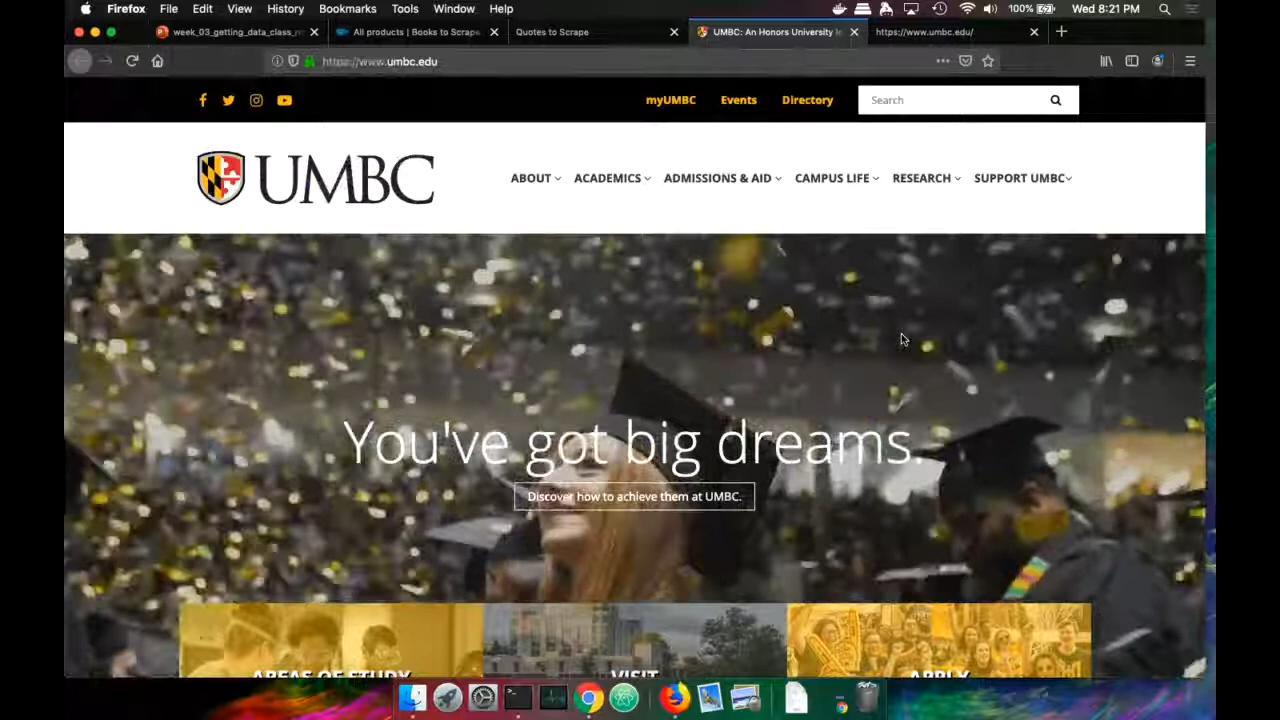 Firefox File Edit View History Bookmarks Tools Window Help 100% Wed 8:21 PM
week_03_getting_data_class_ro All products | Books to Scrape Quotes to Scrape UMBC: An Honors University In https://www.umbc.edu/
https://www.umbc.edu
myUMBC Events Directory Search
UMBC
ABOUT ACADEMICS ADMISSIONS & AID CAMPUS LIFE RESEARCH SUPPORT UMBC
You've got big dreams.
Discover how to achieve them at UMBC.
AREAS OF STUDY VISIT APPLY